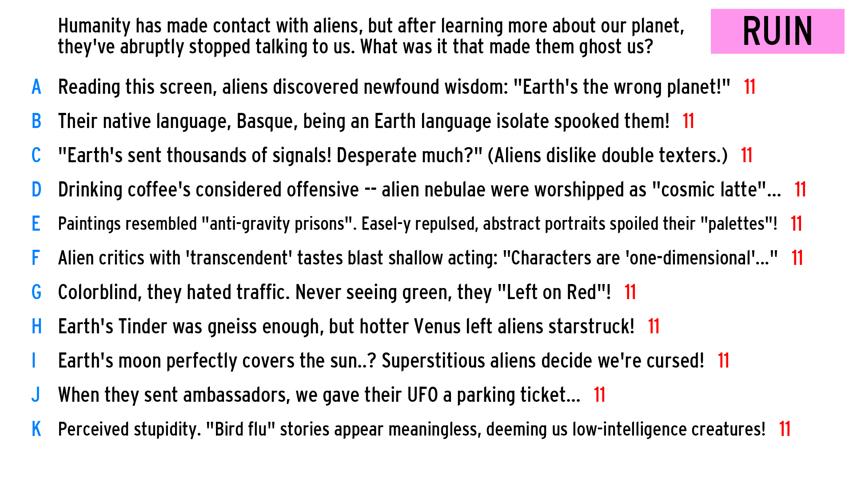 Humanity has made contact with aliens, but after learning more about our planet,
they've abruptly stopped talking to us. What was it that made them ghost us?
RUIN
A Reading this screen, aliens discovered newfound wisdom: "Earth's the wrong planet!" 11
B Their native language, Basque, being an Earth language isolate spooked them! 11
C "Earth's sent thousands of signals! Desperate much?" (Aliens dislike double texters.) 11
D Drinking coffee's considered offensive -- alien nebulae were worshipped as "cosmic latte"... 11
E Paintings resembled "anti-gravity prisons". Easel-y repulsed, abstract portraits spoiled their "palettes"! 11
F Alien critics with 'transcendent' tastes blast shallow acting: "Characters are 'one-dimensional'..." 11
G Colorblind, they hated traffic. Never seeing green, they "Left on Red"! 11
H Earth's Tinder was gneiss enough, but hotter Venus left aliens starstruck! 11
I Earth's moon perfectly covers the sun..? Superstitious aliens decide we're cursed! 11
J When they sent ambassadors, we gave their UFO a parking ticket... 11
K Perceived stupidity. "Bird flu" stories appear meaningless, deeming us low-intelligence creatures! 11